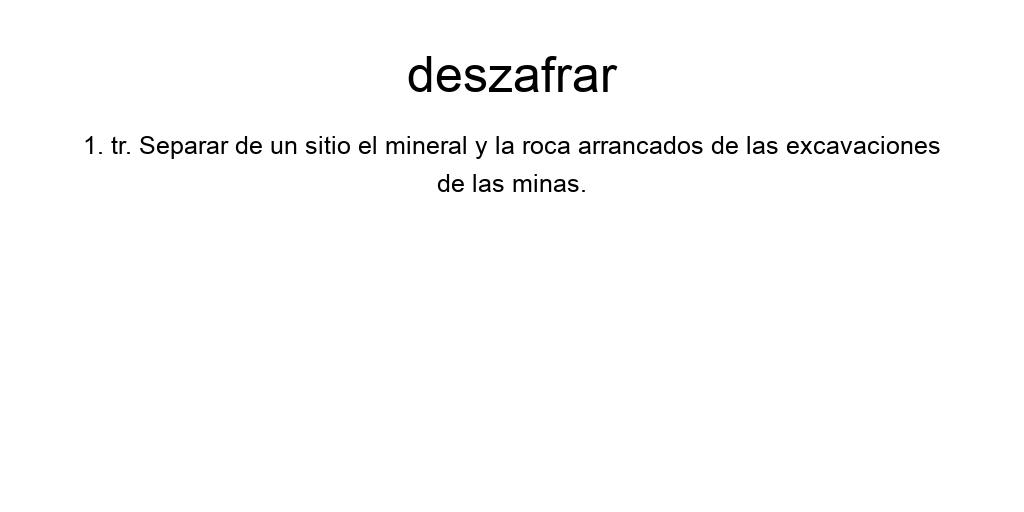 deszafrar
1. tr. Separar de un sitio el mineral y la roca arrancados de las excavaciones
de las minas.